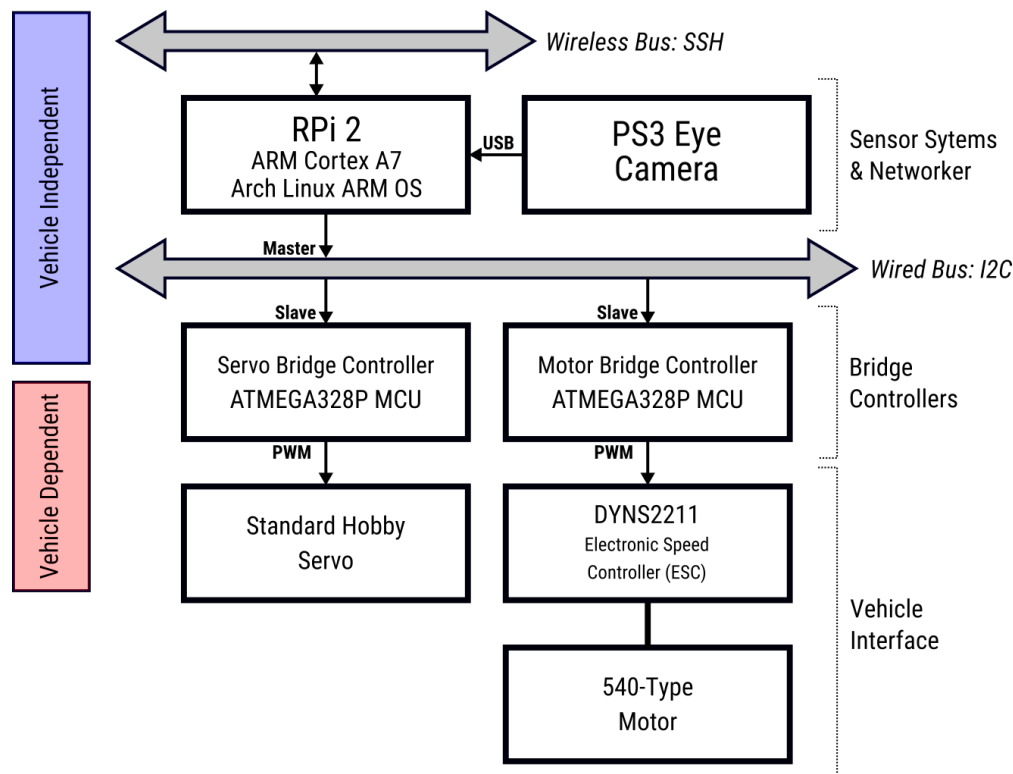 Vehicle Independent
Vehicle Dependent
Wireless Bus: SSH
RPi 2
ARM Cortex A7
Arch Linux ARM OS
USB
PS3 Eye
Camera
Sensor Sytems
& Networker
Master
Wired Bus: I2C
Slave
Slave
Servo Bridge Controller
ATMEGA328P MCU
Motor Bridge Controller
ATMEGA328P MCU
Bridge
Controllers
PWM
PWM
Standard Hobby
Servo
DYNS2211
Electronic Speed
Controller (ESC)
Vehicle
Interface
540-Type
Motor